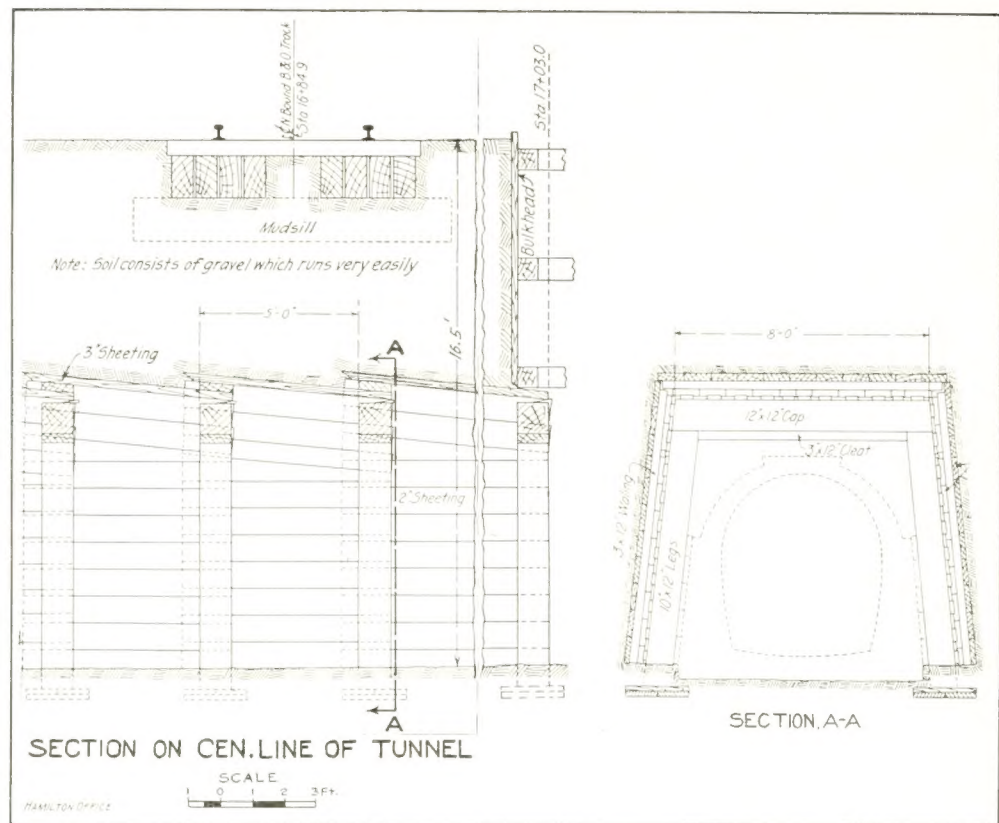 ℄ N Bound B & O Track
Sta 16+84.9
Sta 17+03.0
Bulkhead
Mudsill
Note: Soil consists of gravel which runs very easily
5'-0"
16.5'
A
3" Sheeting
2" Sheeting
A
8'-0"
12"x12" Cap
3"x12" Cleat
3"x12" Waling
10"x12" Legs
SECTION ON CEN. LINE OF TUNNEL
SECTION, A-A
SCALE
1 0 1 2 3 Ft.
HAMILTON OFFICE